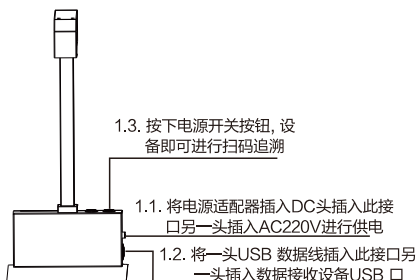 1.3. 按下电源开关按钮, 设
备即可进行扫码追溯
1.1. 将电源适配器插入DC头插入此接
口另一头插入AC220V进行供电
1.2. 将一头USB 数据线插入此接口另
一头插入数据接收设备USB 口